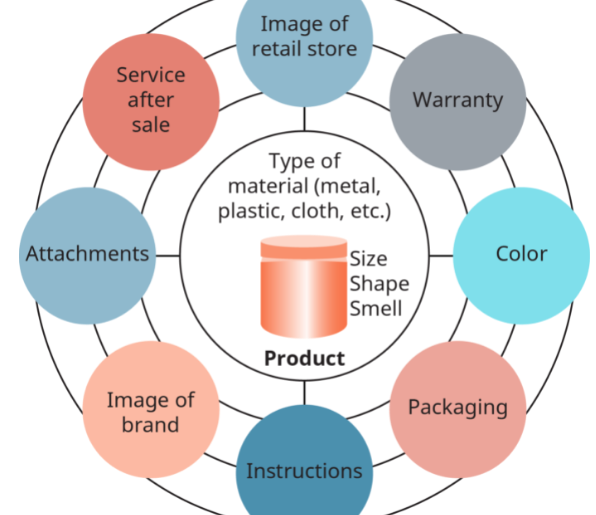 Image of
retail store
Service
after
sale
Warranty
Type of
material (metal,
plastic, cloth, etc.)
Attachments
Size
Shape
Smell
Color
Product
Image of
brand
Packaging
Instructions